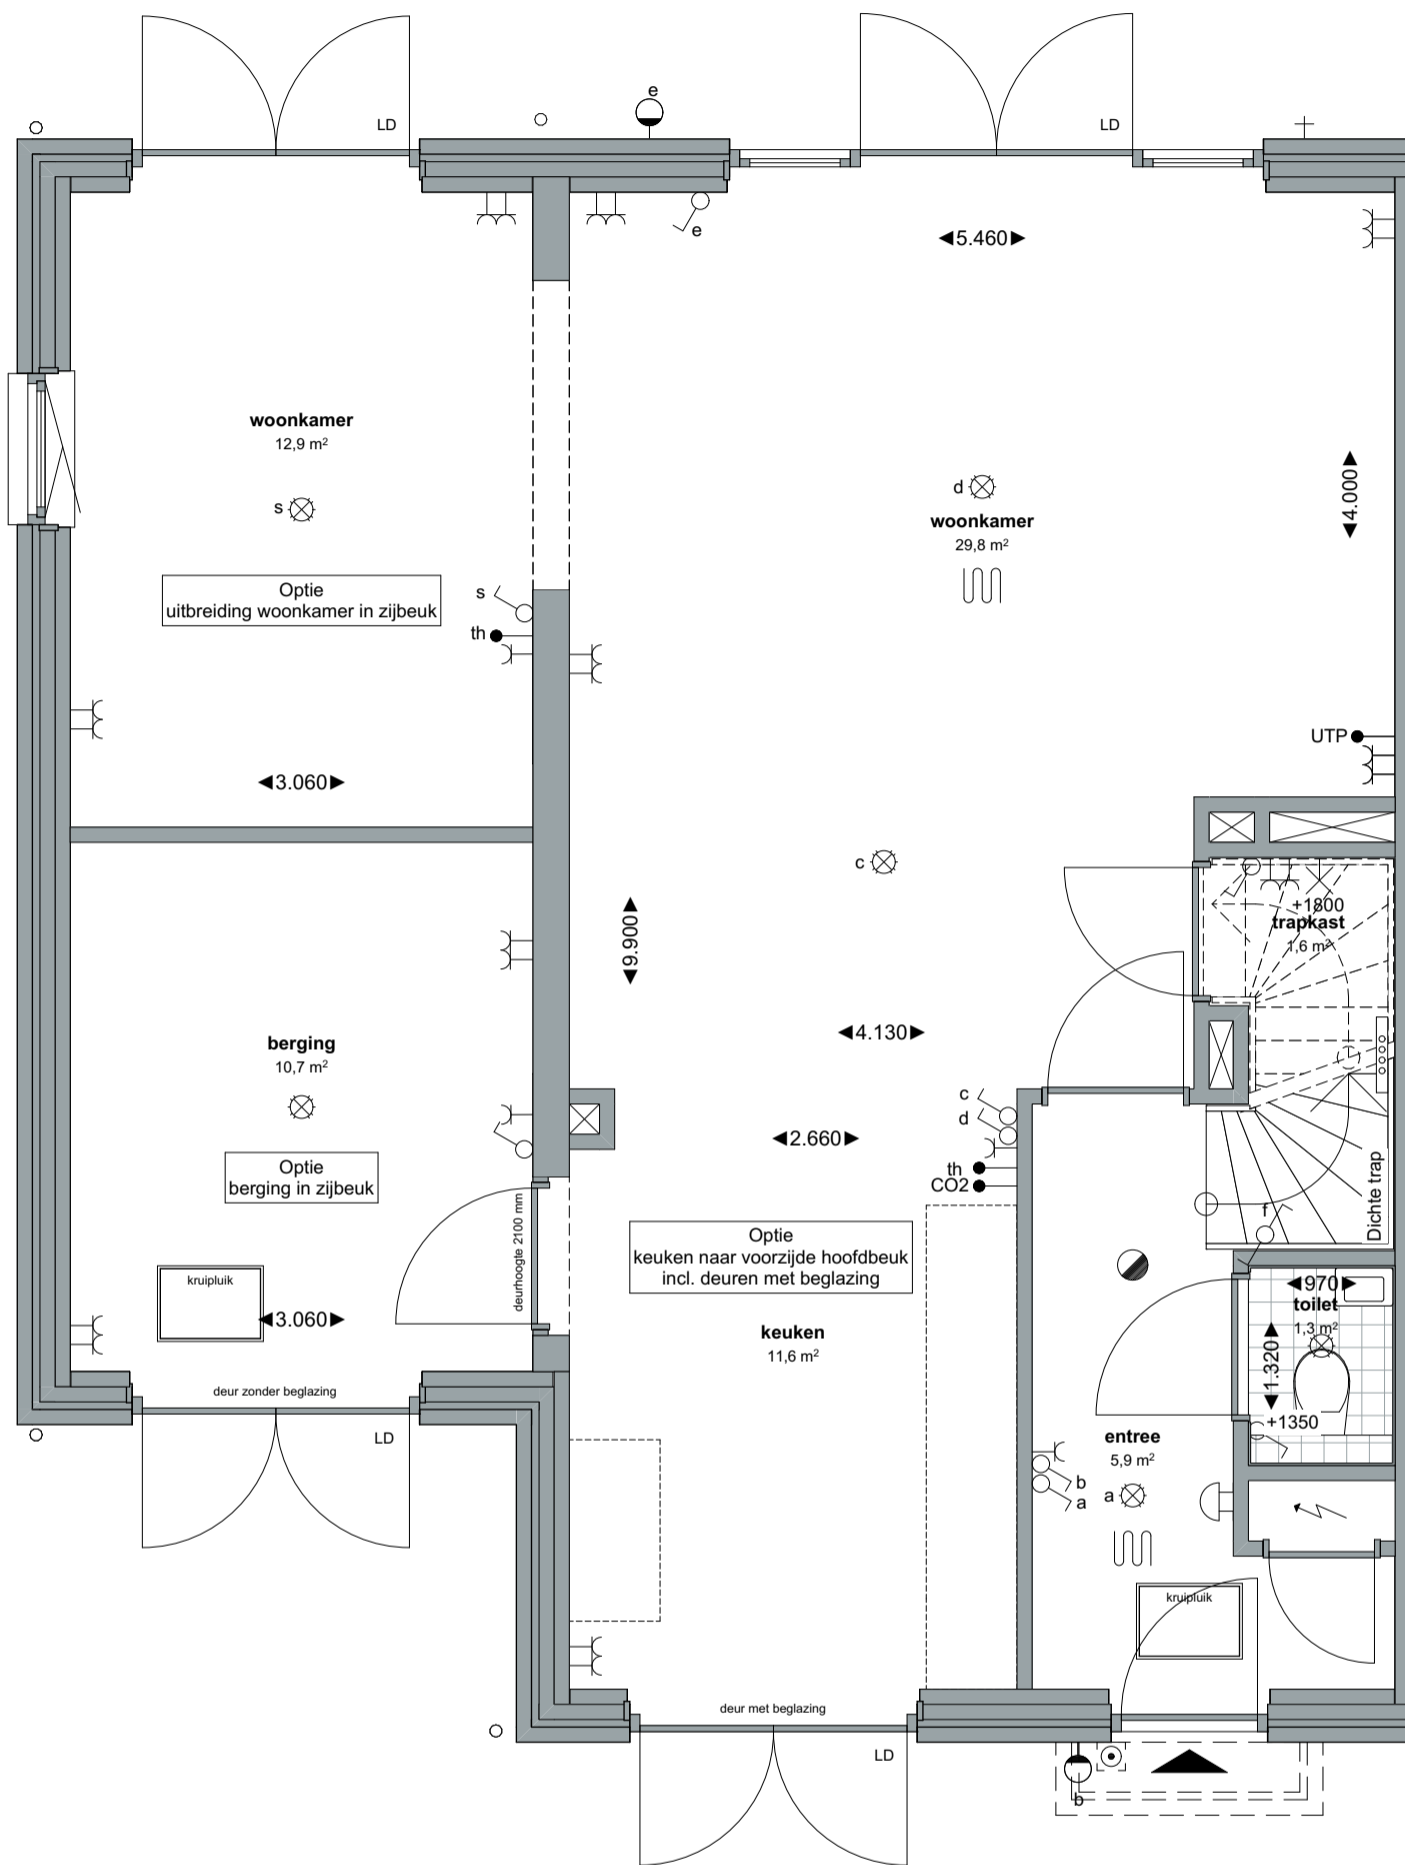 e
LD
LD
e
5.460
woonkamer
12,9 m²
s
d
woonkamer
29,8 m²
4.000
Optie
uitbreiding woonkamer in zijbeuk
s
th
UTP
3.060
c
+1800
trapkast
1,6 m²
9.900
4.130
berging
10,7 m²
c
d
2.660
th
CO2
Optie
berging in zijbeuk
deurhoogte 2100 mm
Dichte trap
f
Optie
keuken naar voorzijde hoofdbeuk
incl. deuren met beglazing
kruipluik
3.060
970
toilet
1,3 m²
1.320
keuken
11,6 m²
deur zonder beglazing
LD
+1350
entree
5,9 m²
b
a
a
kruipluik
deur met beglazing
LD
b